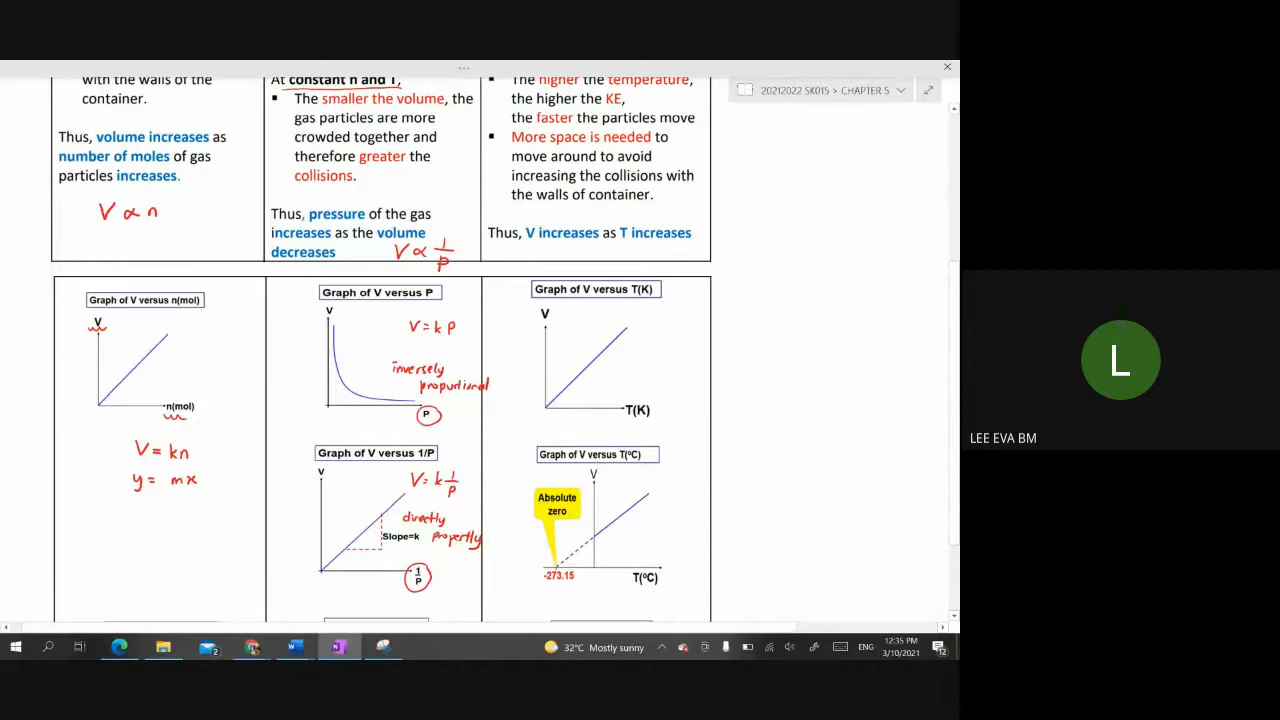 20212022 SK015 > CHAPTER 5
with the walls of the
container.
Thus, volume increases as
number of moles of gas
particles increases.
V ∝ n
At constant n and T,
▪ The smaller the volume, the
gas particles are more
crowded together and
therefore greater the
collisions.
Thus, pressure of the gas
increases as the volume
decreases
V ∝ 1/P
▪ The higher the temperature,
the higher the KE,
the faster the particles move
▪ More space is needed to
move around to avoid
increasing the collisions with
the walls of container.
Thus, V increases as T increases
Graph of V versus n(mol)
V
n(mol)
V = kn
y = mx
Graph of V versus P
V
V = k P
inversely
proportional
P
Graph of V versus 1/P
V
V = k 1/P
directly
Slope=k
propertly
1/P
Graph of V versus T(K)
V
T(K)
Graph of V versus T(⁰C)
V
Absolute
zero
-273.15
T(⁰C)
L
LEE EVA BM
2
32°C Mostly sunny
ENG
12:35 PM
3/10/2021
12